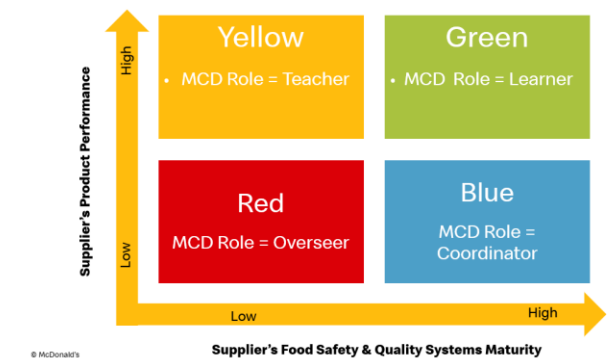 Supplier's Product Performance
High
Low
Yellow
• MCD Role = Teacher
Green
• MCD Role = Learner
Red
MCD Role = Overseer
Blue
MCD Role =
Coordinator
Low
High
Supplier's Food Safety & Quality Systems Maturity
© McDonald's